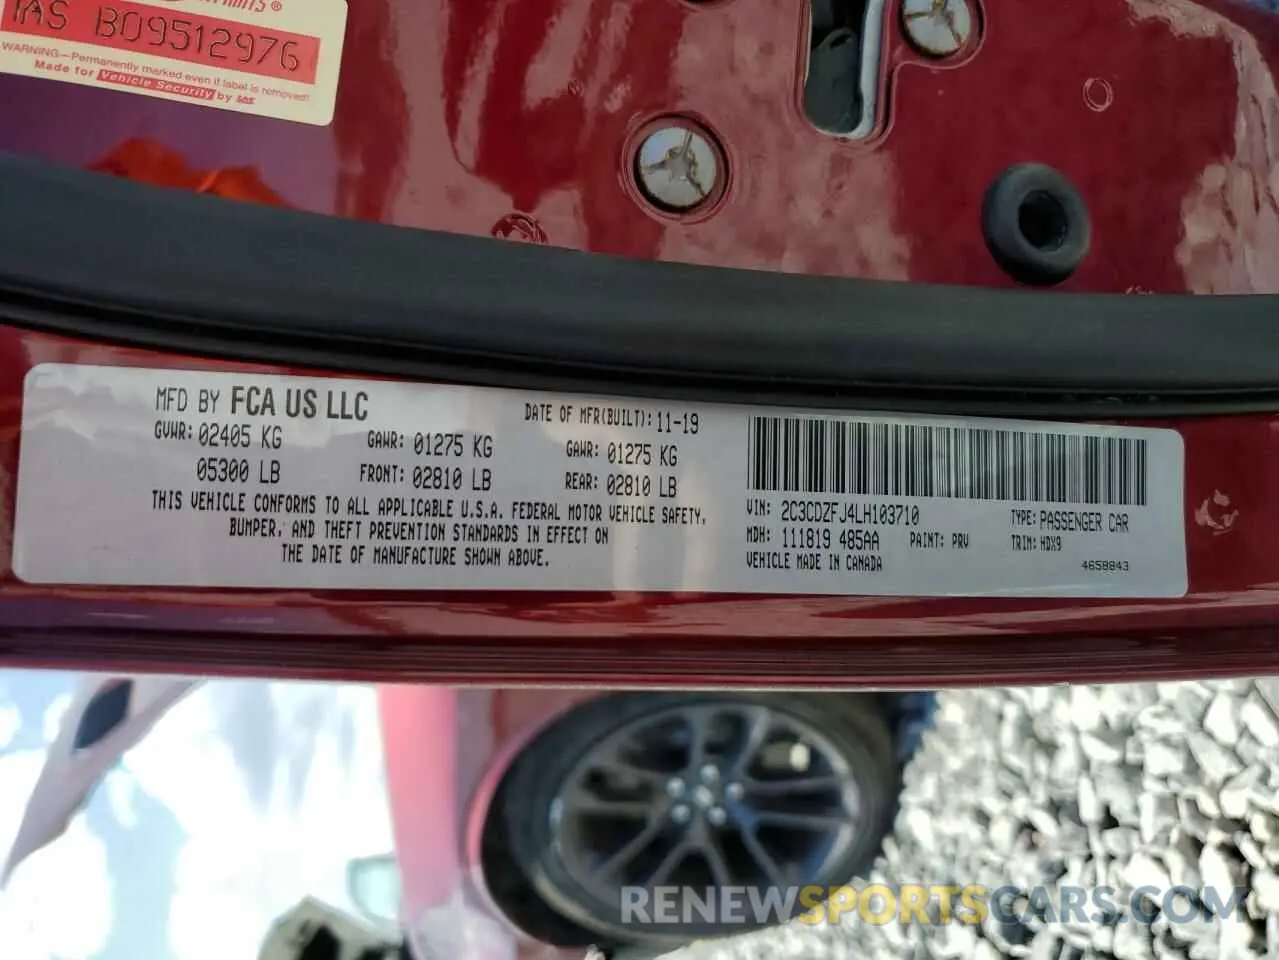 IAS B09512976
WARNING—Permanently marked even if label is removed!
Made for Vehicle Security by IAS
MFD BY FCA US LLC
DATE OF MFR(BUILT): 11-19
GVWR: 02405 KG
GAWR: 01275 KG
GAWR: 01275 KG
05300 LB
FRONT: 02810 LB
REAR: 02810 LB
THIS VEHICLE CONFORMS TO ALL APPLICABLE U.S.A. FEDERAL MOTOR VEHICLE SAFETY,
BUMPER, AND THEFT PREVENTION STANDARDS IN EFFECT ON
THE DATE OF MANUFACTURE SHOWN ABOVE.
VIN: 2C3CDZFJ4LH103710
TYPE: PASSENGER CAR
MDH: 111819 485AA
PAINT: PRV
TRIM: HDX9
VEHICLE MADE IN CANADA
4658843
RENEWSPORTSCARS.COM